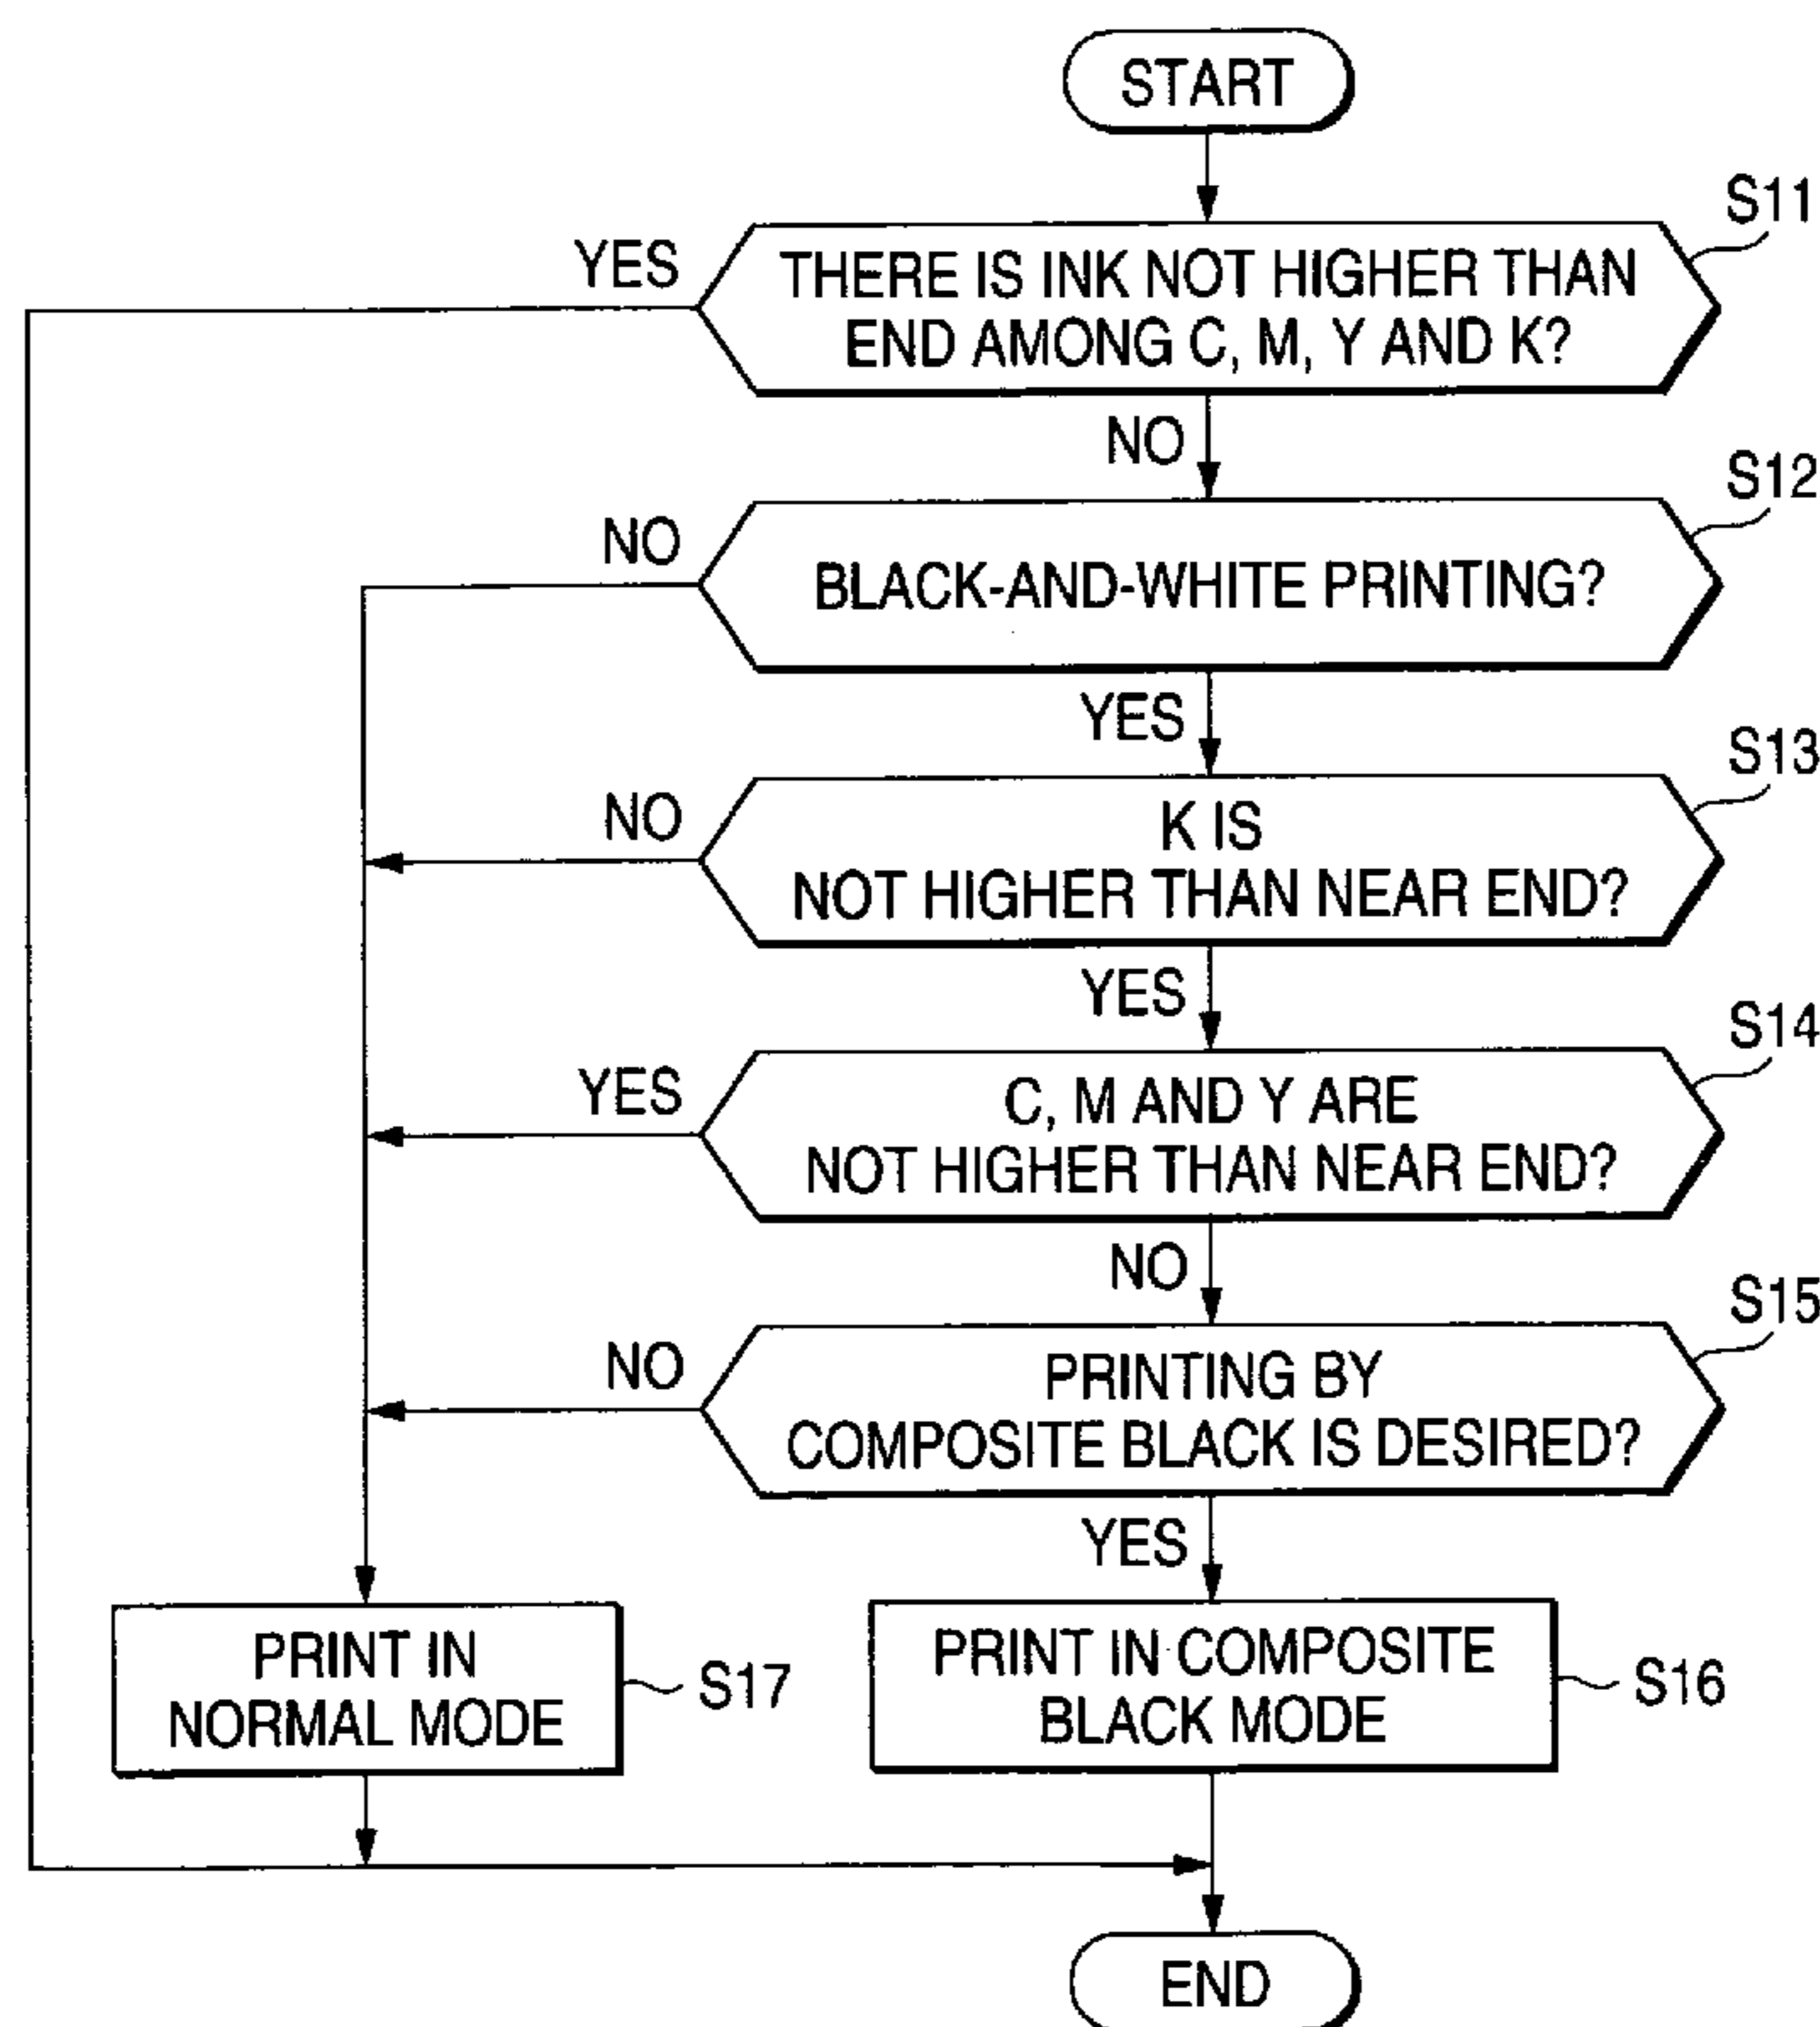 START
S11
YES
THERE IS INK NOT HIGHER THAN
END AMONG C, M, Y AND K?
NO
S12
NO
BLACK-AND-WHITE PRINTING?
YES
S13
NO
K IS
NOT HIGHER THAN NEAR END?
YES
S14
YES
C, M AND Y ARE
NOT HIGHER THAN NEAR END?
NO
S15
NO
PRINTING BY
COMPOSITE BLACK IS DESIRED?
YES
PRINT IN
NORMAL MODE
S17
PRINT IN COMPOSITE
BLACK MODE
S16
END